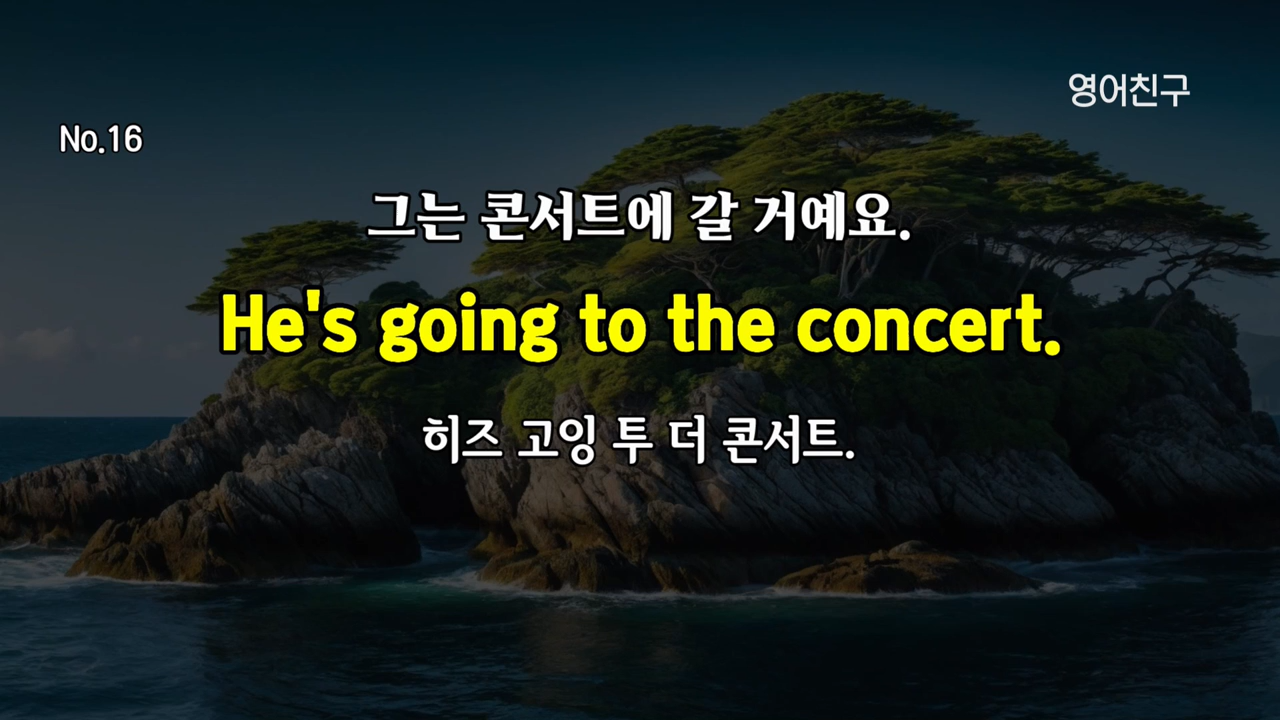 영어친구
No.16
그는 콘서트에 갈 거예요.
He's going to the concert.
히즈 고잉 투 더 콘서트.